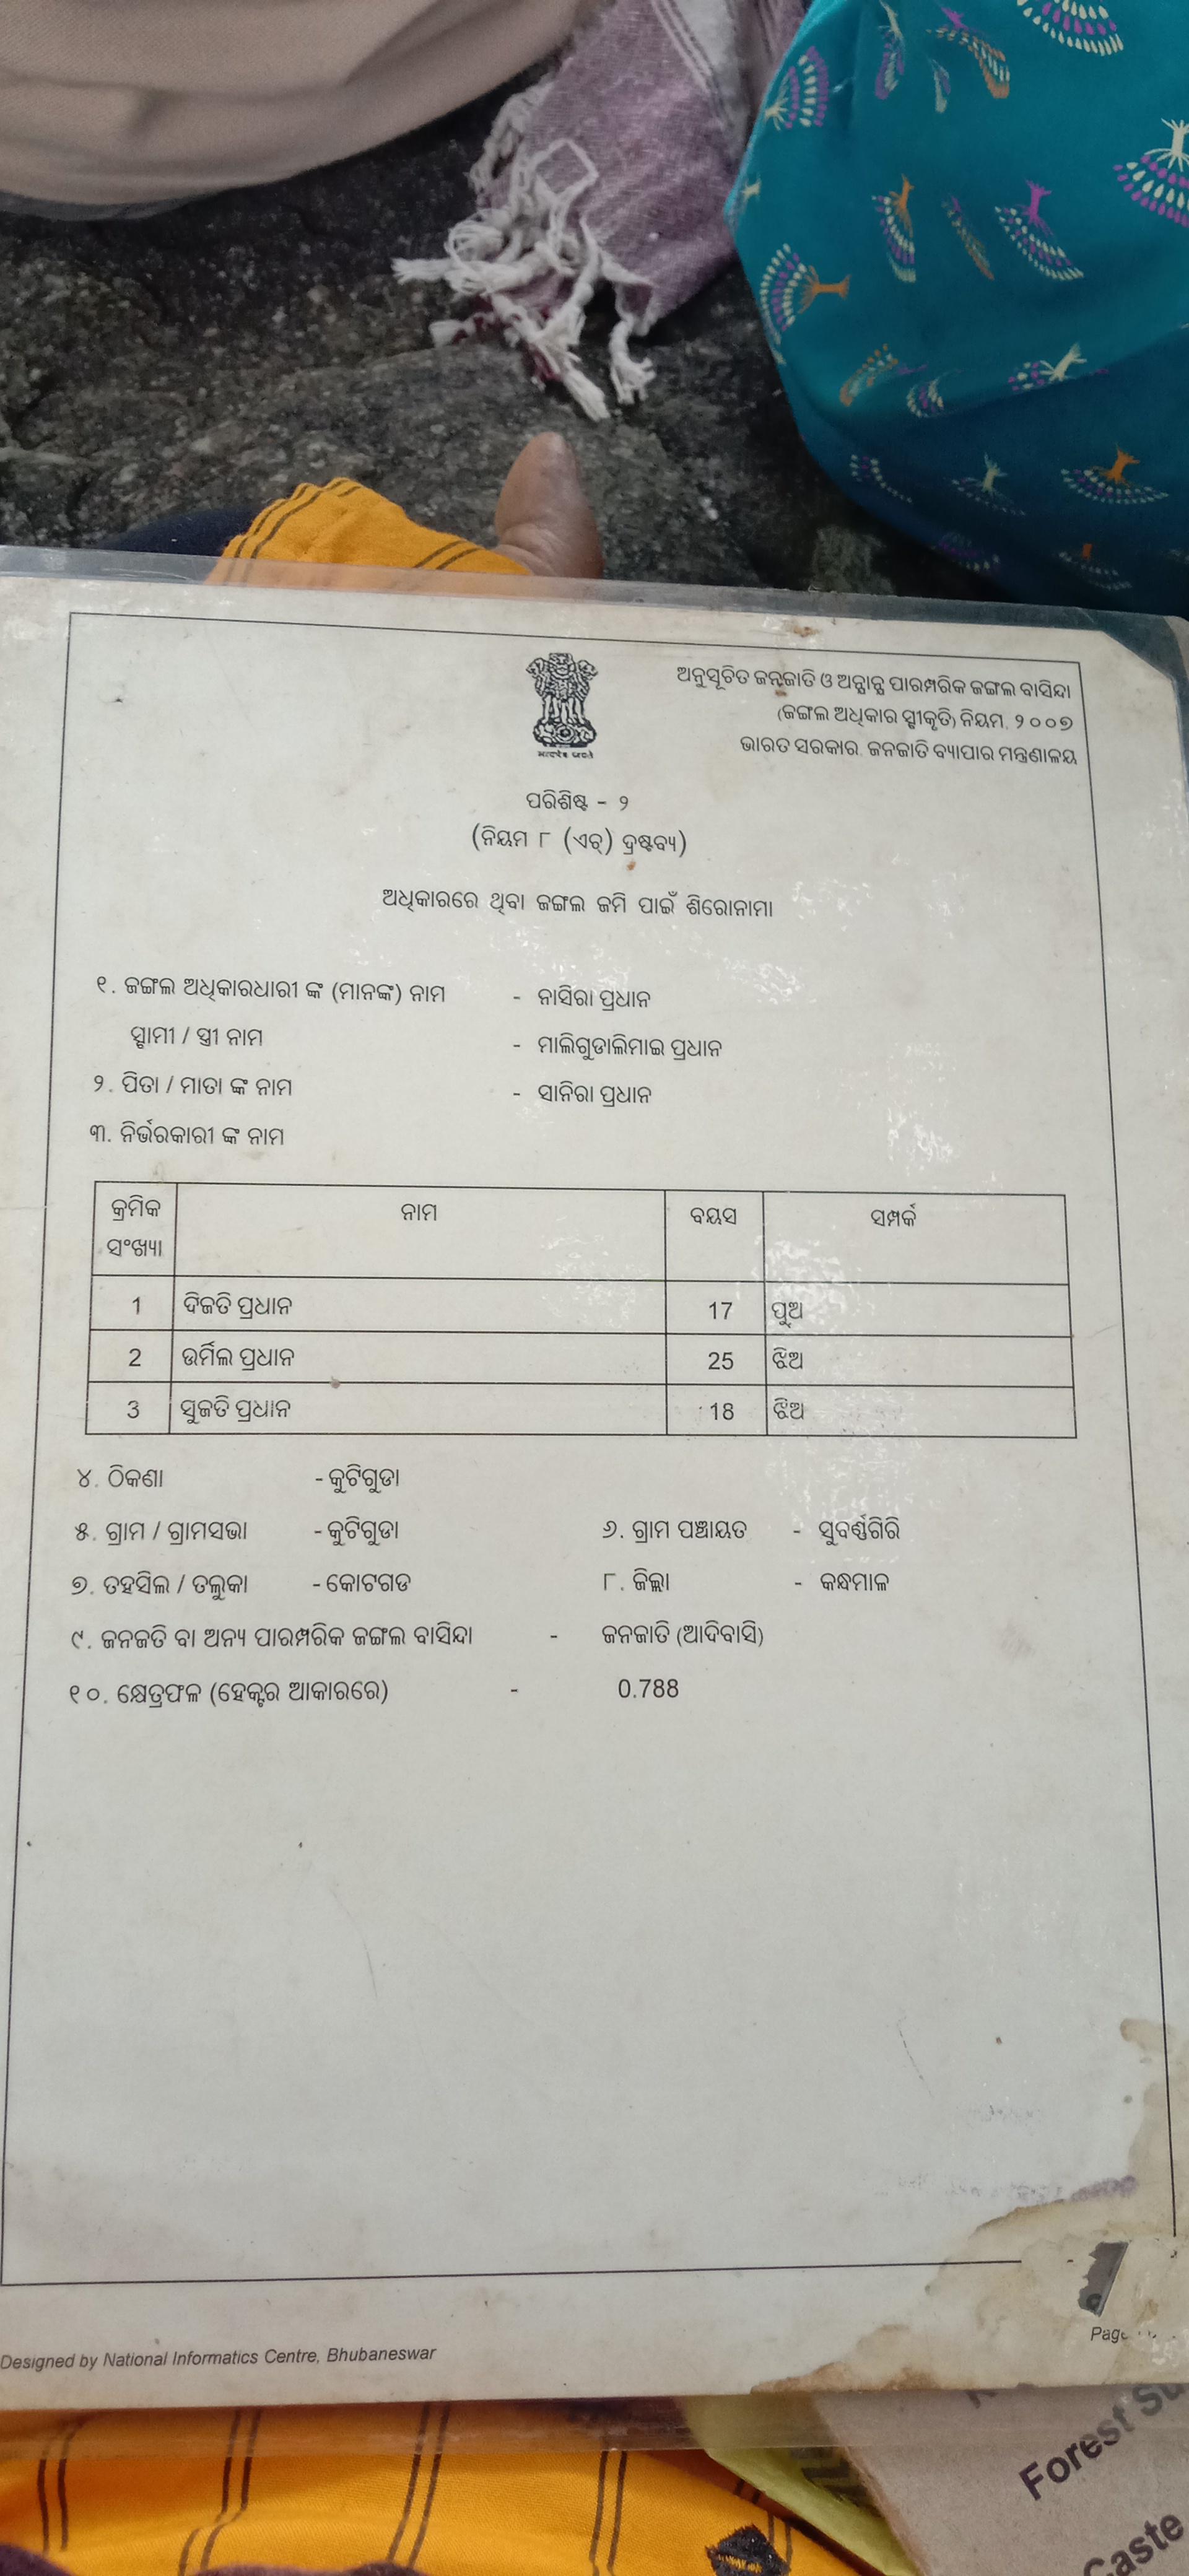 ଅନୁସୂଚିତ ଜନଜାତି ଓ ଅନ୍ଯାନ୍ଯ ପାରମ୍ପରିକ ଜଙ୍ଗଲ ବାସିନ୍ଦା
(ଜଙ୍ଗଲ ଅଧିକାର ସ୍ବୀକୃତି) ନିୟମ, ୨୦୦୭
ଭାରତ ସରକାର, ଜନଜାତି ବ୍ୟାପାର ମନ୍ତ୍ରଣାଳୟ
ପରିଶିଷ୍ଟ - ୨
(ନିୟମ ୮ (ଏଚ୍) ଦ୍ରଷ୍ଟବ୍ୟ)
ଅଧିକାରରେ ଥିବା ଜଙ୍ଗଲ ଜମି ପାଇଁ ଶିରୋନାମା
୧. ଜଙ୍ଗଲ ଅଧିକାରଧାରୀ ଙ୍କ (ମାନଙ୍କ) ନାମ - ନାସିରା ପ୍ରଧାନ
ସ୍ବାମୀ / ସ୍ତ୍ରୀ ନାମ - ମାଲିଗୁଡାଲିମାଇ ପ୍ରଧାନ
୨. ପିତା / ମାତା ଙ୍କ ନାମ - ସାନିରା ପ୍ରଧାନ
୩. ନିର୍ଭରକାରୀ ଙ୍କ ନାମ
କ୍ରମିକ ସଂଖ୍ୟା ନାମ ବୟସ ସମ୍ପର୍କ
1 ଦିଜତି ପ୍ରଧାନ 17 ପୁଅ
2 ଉର୍ମିଲ ପ୍ରଧାନ 25 ଝିଅ
3 ସୁଜତି ପ୍ରଧାନ 18 ଝିଅ
୪. ଠିକଣା - କୁଟିଗୁଡା
୫. ଗ୍ରାମ / ଗ୍ରାମସଭା - କୁଟିଗୁଡା ୬. ଗ୍ରାମ ପଞ୍ଚାୟତ - ସୁବର୍ଣ୍ଣଗିରି
୭. ତହସିଲ / ତଲୁକା - କୋଟଗଡ ୮. ଜିଲ୍ଲା - କନ୍ଧମାଳ
୯. ଜନଜତି ବା ଅନ୍ୟ ପାରମ୍ପରିକ ଜଙ୍ଗଲ ବାସିନ୍ଦା - ଜନଜାତି (ଆଦିବାସି)
୧୦. କ୍ଷେତ୍ରଫଳ (ହେକ୍ଟର ଆକାରରେ) - 0.788
Designed by National Informatics Centre, Bhubaneswar
Forest
Caste